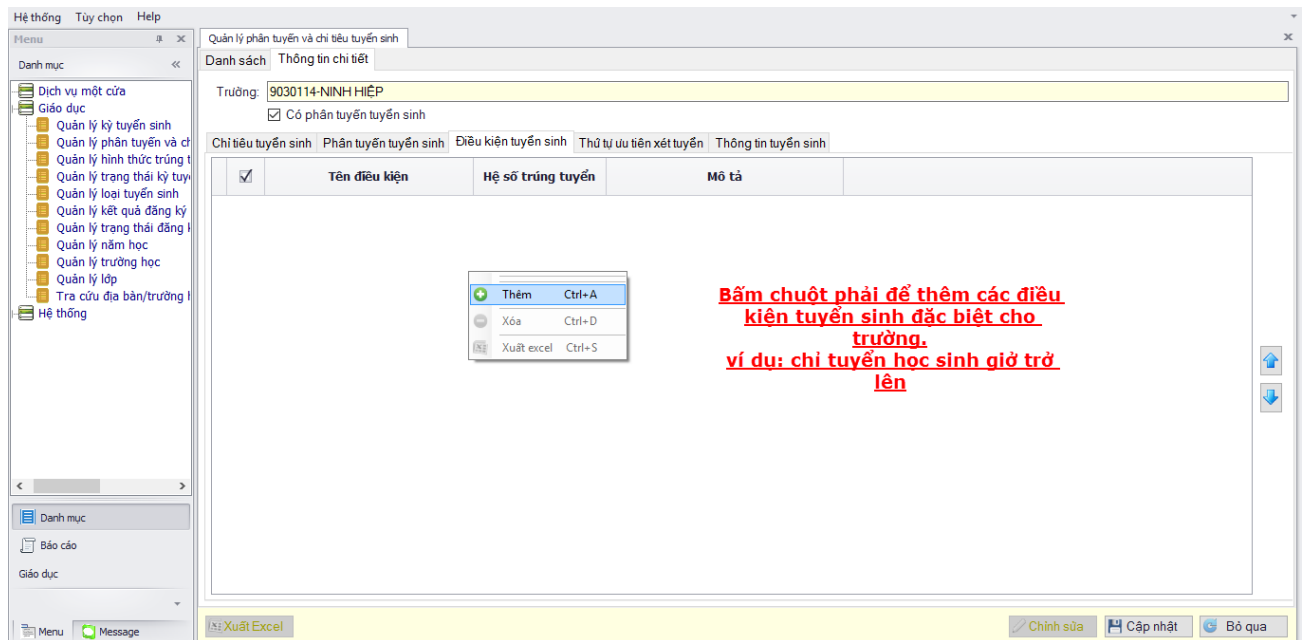 Hệ thống Tùy chọn Help
Menu
Danh mục
Dịch vụ một cửa
Giáo dục
Quản lý kỳ tuyển sinh
Quản lý phân tuyến và ch
Quản lý hình thức trúng t
Quản lý trạng thái kỳ tuy
Quản lý loại tuyển sinh
Quản lý kết quả đăng ký
Quản lý trạng thái đăng k
Quản lý năm học
Quản lý trường học
Quản lý lớp
Tra cứu địa bàn/trường h
Hệ thống
Danh mục
Báo cáo
Giáo dục
Menu Message
Quản lý phân tuyến và chỉ tiêu tuyển sinh
Danh sách Thông tin chi tiết
Trường: 9030114-NINH HIỆP
Có phân tuyến tuyển sinh
Chỉ tiêu tuyển sinh Phân tuyến tuyển sinh Điều kiện tuyển sinh Thứ tự ưu tiên xét tuyển Thông tin tuyển sinh
Tên điều kiện Hệ số trúng tuyển Mô tả
Thêm Ctrl+A
Xóa Ctrl+D
Xuất excel Ctrl+S
Bấm chuột phải để thêm các điều
kiện tuyển sinh đặc biệt cho
trường.
ví dụ: chỉ tuyển học sinh giở trở
lên
Xuất Excel Chỉnh sửa Cập nhật Bỏ qua